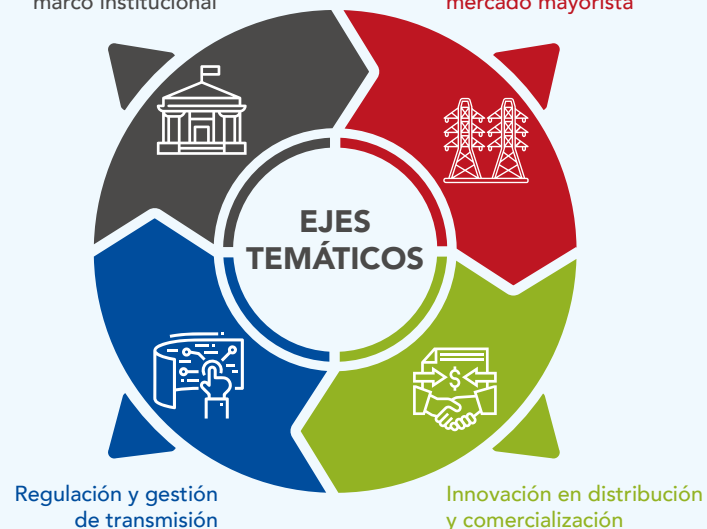 marco institucional
mercado mayorista
EJES
TEMÁTICOS
$
Regulación y gestión
de transmisión
Innovación en distribución
y comercialización